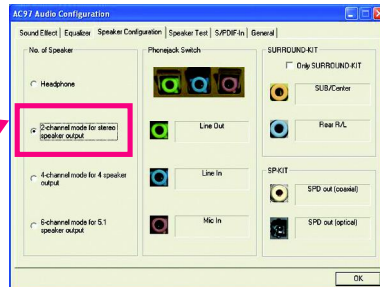 AC97 Audio Configuration
Sound Effect | Equalizer | Speaker Configuration | Speaker Test | S/PDIF-In | General
No. of Speaker
Headphone
2-channel mode for stereo
speaker output
4-channel mode for 4 speaker
output
6-channel mode for 5.1
speaker output
Phonejack Switch
Line Out
Line In
Mic In
SURROUND-KIT
Only SURROUND-KIT
SUB/Center
Rear R/L
SP-KIT
SPD out (coaxial)
SPD out (optical)
OK